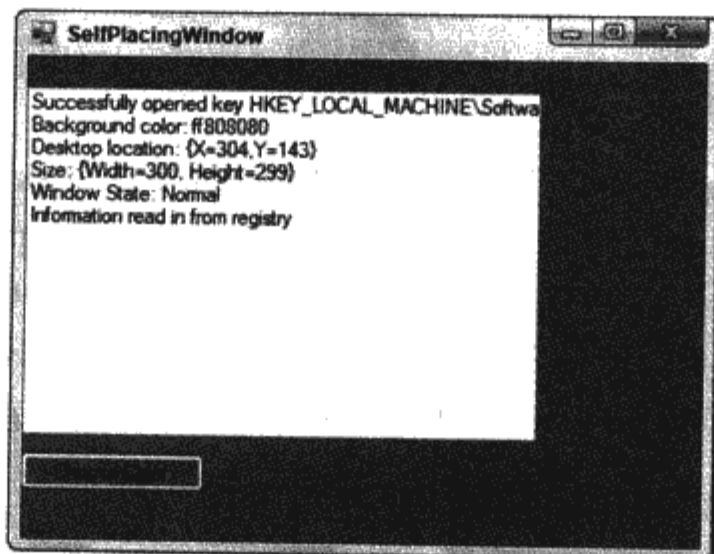 SelfPlacingWindow
Successfully opened key HKEY_LOCAL_MACHINE\Softwa
Background color: ff808080
Desktop location: {X=304,Y=143}
Size: {Width=300, Height=299}
Window State: Normal
Information read in from registry